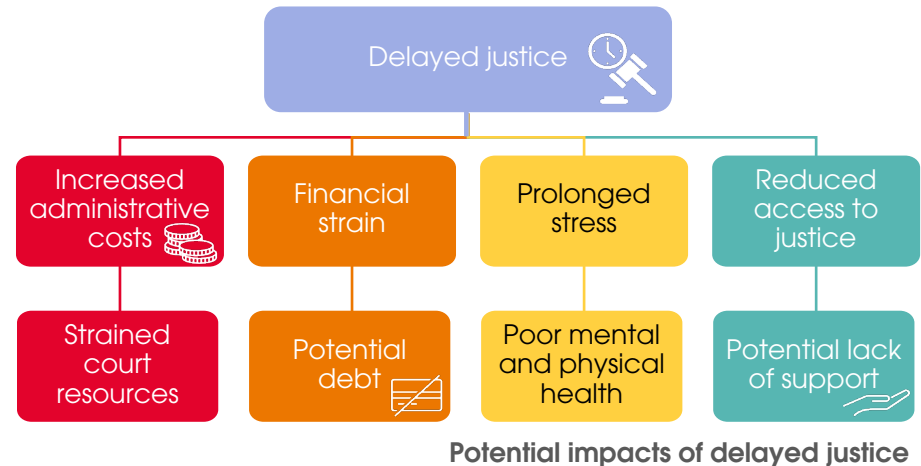 Delayed justice
Increased
administrative
costs
Financial
strain
Prolonged
stress
Reduced
access to
justice
Strained
court
resources
Potential
debt
Poor mental
and physical
health
Potential lack
of support
Potential impacts of delayed justice